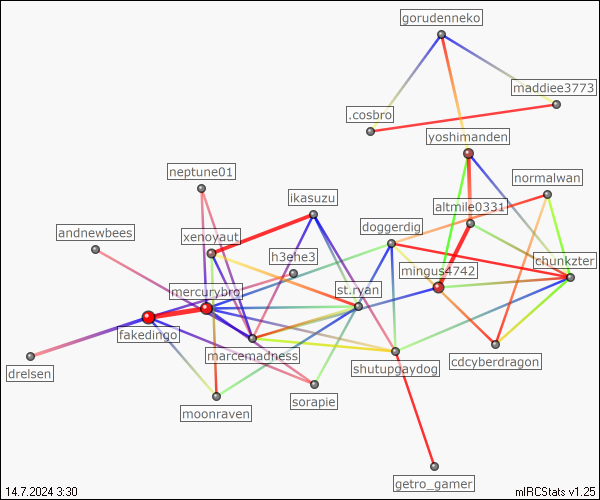 gorudenneko
maddiee3773
.cosbro
yoshimanden
neptune01
normalwan
ikasuzu
altmile0331
andnewbees
xenoyaut
doggerdig
h3ehe3
mingus4742
chunkzter
mercurybro
st.ryan
fakedingo
marcemadness
cdcyberdragon
drelsen
shutupgaydog
sorapie
moonraven
getro_gamer
14.7.2024 3:30
mIRCStats v1.25